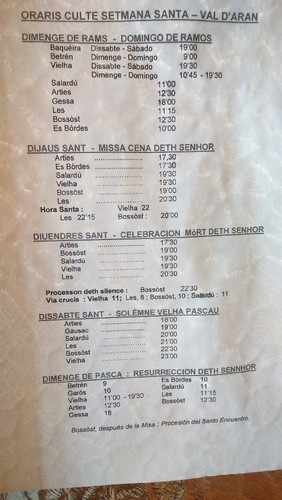 ORARIS CULTE SETMANA SANTA – VAL D'ARAN
DIMENGE DE RAMS - DOMINGO DE RAMOS
Baquéira Dissabte - Sábado 19'00
Betrén Dimenge - Domingo 9'00
Vielha Dissabte - Sábado 19'30
Dimenge - Domingo 10'45 - 19'30
Salardú 11'00
Arties 12'30
Gessa 18'00
Les 11'15
Bossòst 12'30
Es Bòrdes 10'00
DIJAUS SANT - MISSA CENA DETH SENHOR
Arties ........................ 17,30
Es Bòrdes ........................ 17'30
Salardú ........................ 19'30
Vielha ........................ 19'30
Bossòst ........................ 19'00
Les ........................ 20'30
Hora Santa : Vielha 22
Les 22'15 Bossòst : 20'00
DIUENDRES SANT - CELEBRACION MòRT DETH SENHOR
Arties ........................ 17'30
Bossòst ........................ 19'00
Salardú ........................ 19'30
Vielha ........................ 19'30
Les ........................ 20'30
Processon deth silence : Bossòst 22'30
Via crucis : Vielha 11; Les, 8 ; Bossòst, 10 ; Salardú : 11
DISSABTE SANT - SOLÉMNE VELHA PASCAU
Arties ........................ 18'00
Gausac ........................ 19'00
Salardú ........................ 20'00
Les ........................ 21'00
Bossòst ........................ 22'30
Vielha ........................ 23'00
DIMENGE DE PASCA : RESURRECCION DETH SENNHOR
Betrén 9 Es Bòrdes 10
Garòs 10 Salardú 11
Vielha 11'00 - 19'30 Les 11'15
Arties 12'30 Bossòst 12'30
Gessa 18
Bossòst, después de la Misa : Procesión del Santo Encuentro.